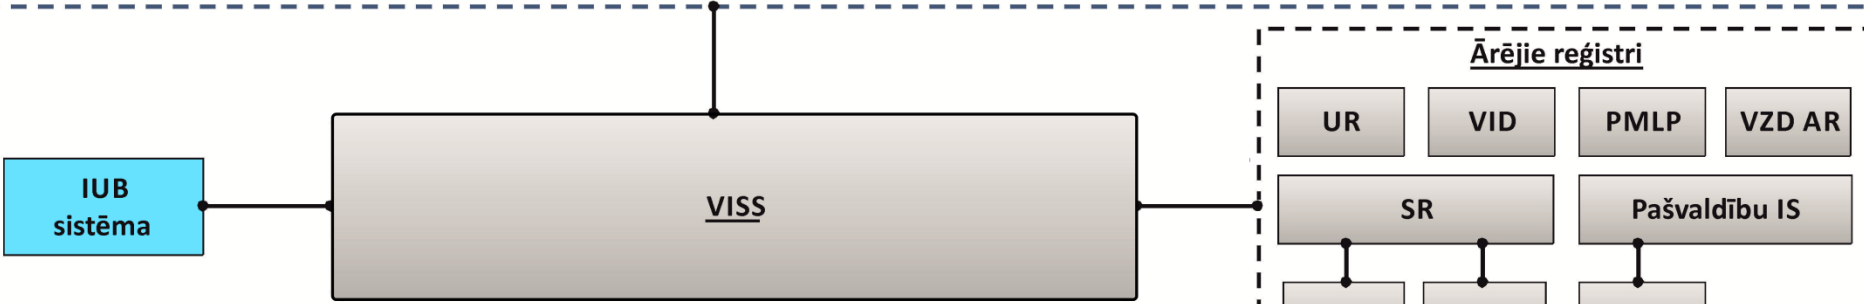 Ārējie reģistri
UR
VID
PMLP
VZD AR
IUB
sistēma
VISS
SR
Pašvaldību IS